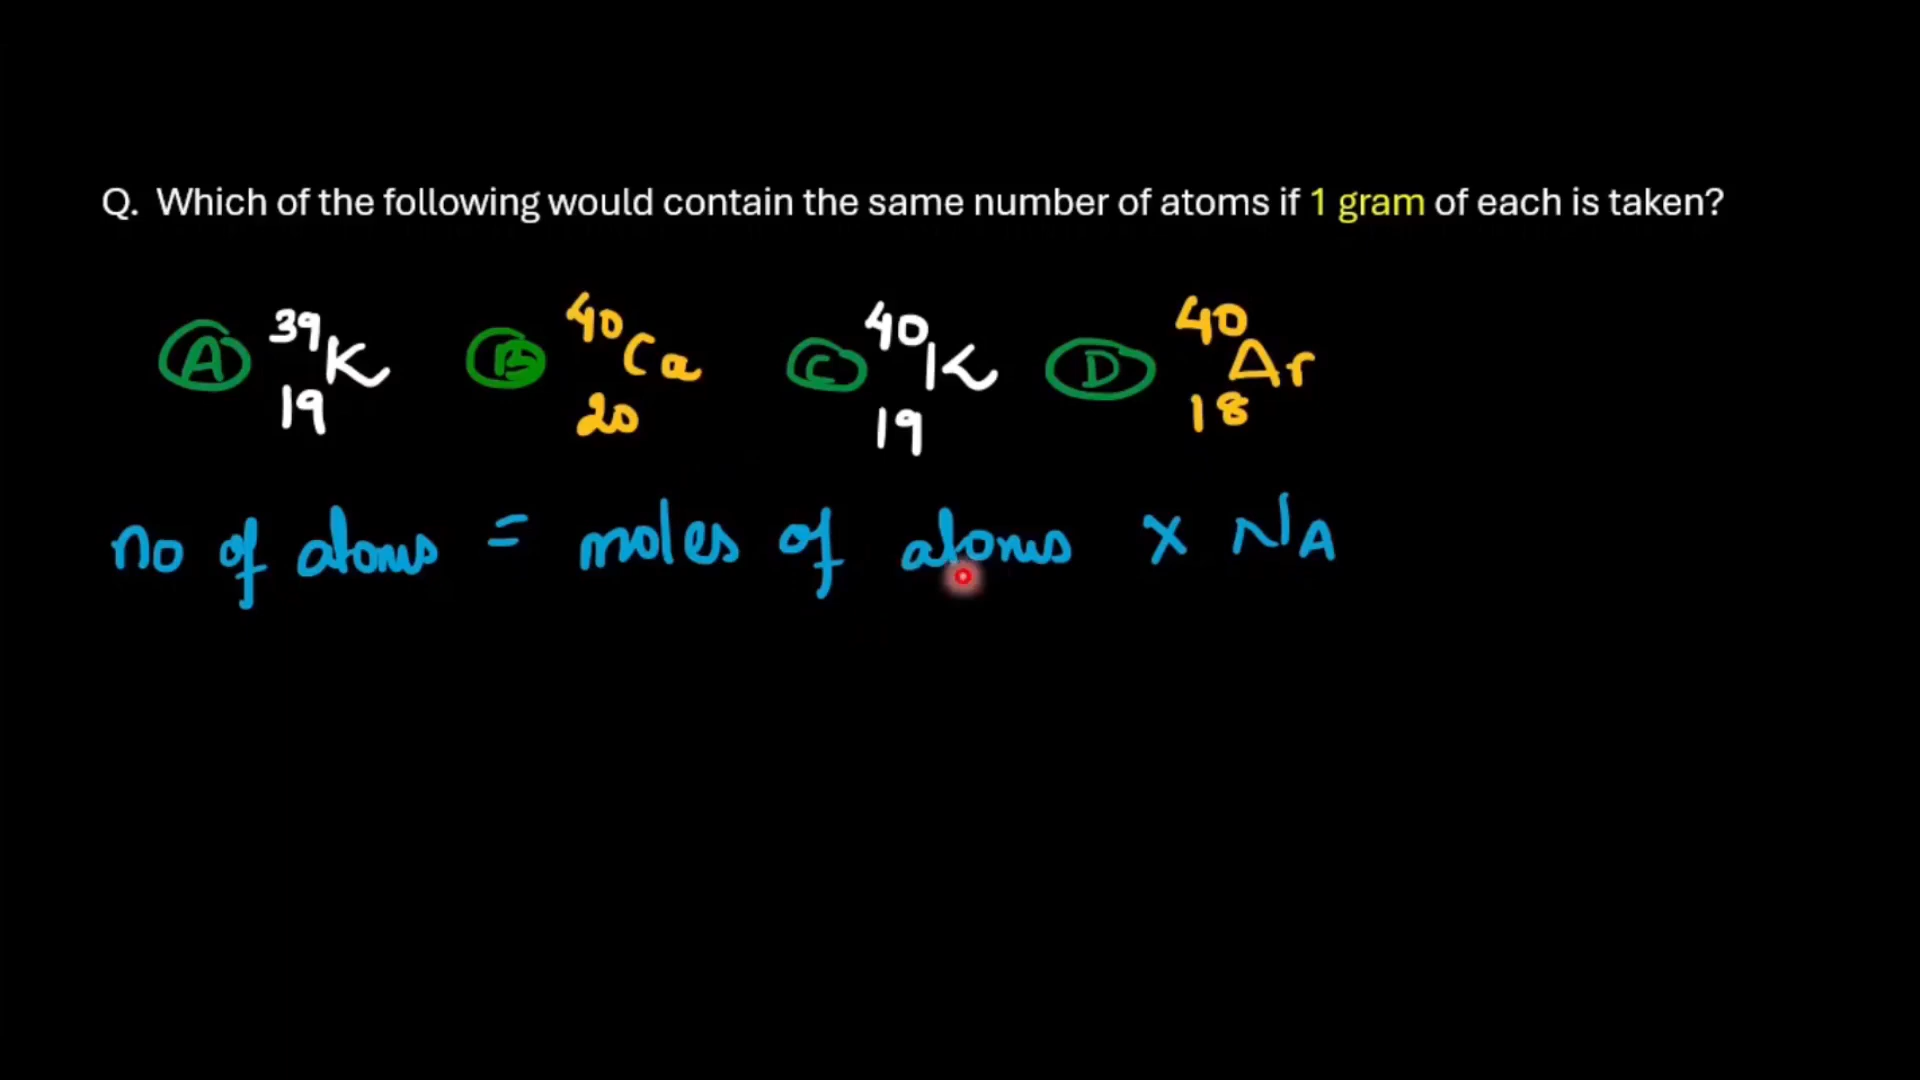 Q. Which of the following would contain the same number of atoms if 1 gram of each is taken?
A 39 K 19 B 40 Ca 20 C 40 K 19 D 40 Ar 18
no of atoms = moles of atoms × NA